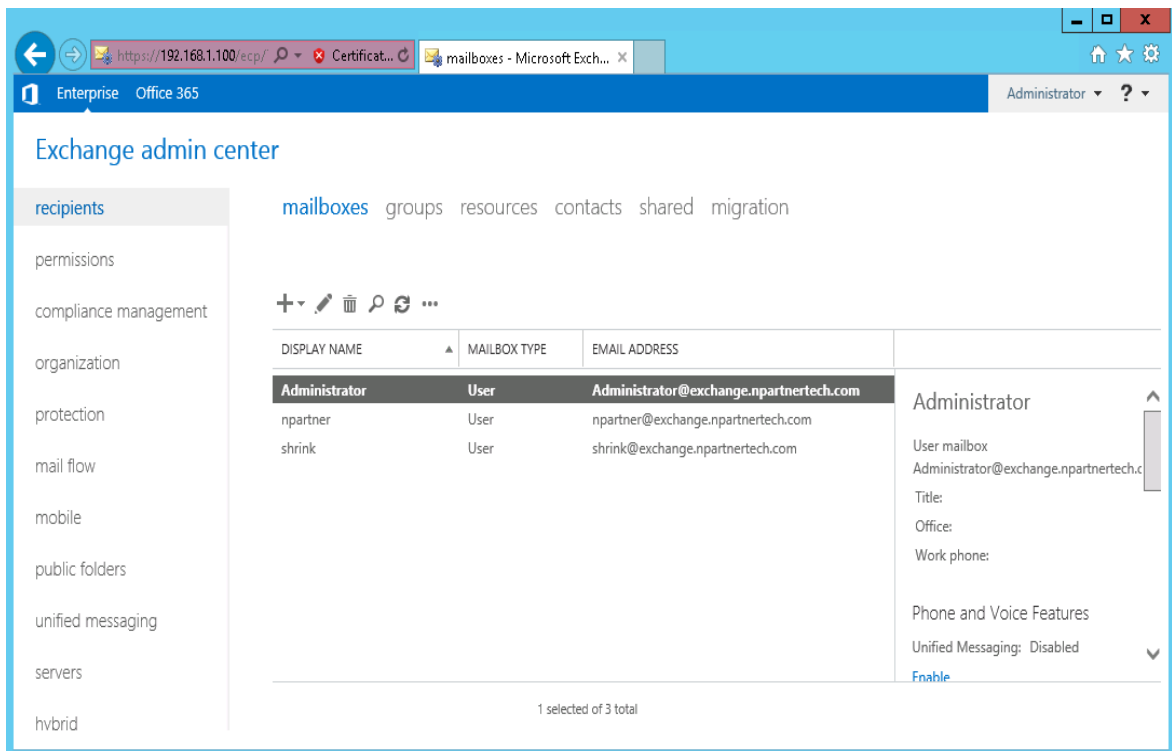 x
https://192.168.1.100/ecp/ Certificat... mailboxes - Microsoft Exch... ×
Enterprise Office 365 Administrator ?
Exchange admin center
recipients
permissions
compliance management
organization
protection
mail flow
mobile
public folders
unified messaging
servers
hybrid
mailboxes groups resources contacts shared migration
DISPLAY NAME MAILBOX TYPE EMAIL ADDRESS
Administrator User Administrator@exchange.npartnertech.com
npartner User npartner@exchange.npartnertech.com
shrink User shrink@exchange.npartnertech.com
1 selected of 3 total
Administrator
User mailbox
Administrator@exchange.npartnertech.c
Title:
Office:
Work phone:
Phone and Voice Features
Unified Messaging: Disabled
Enable